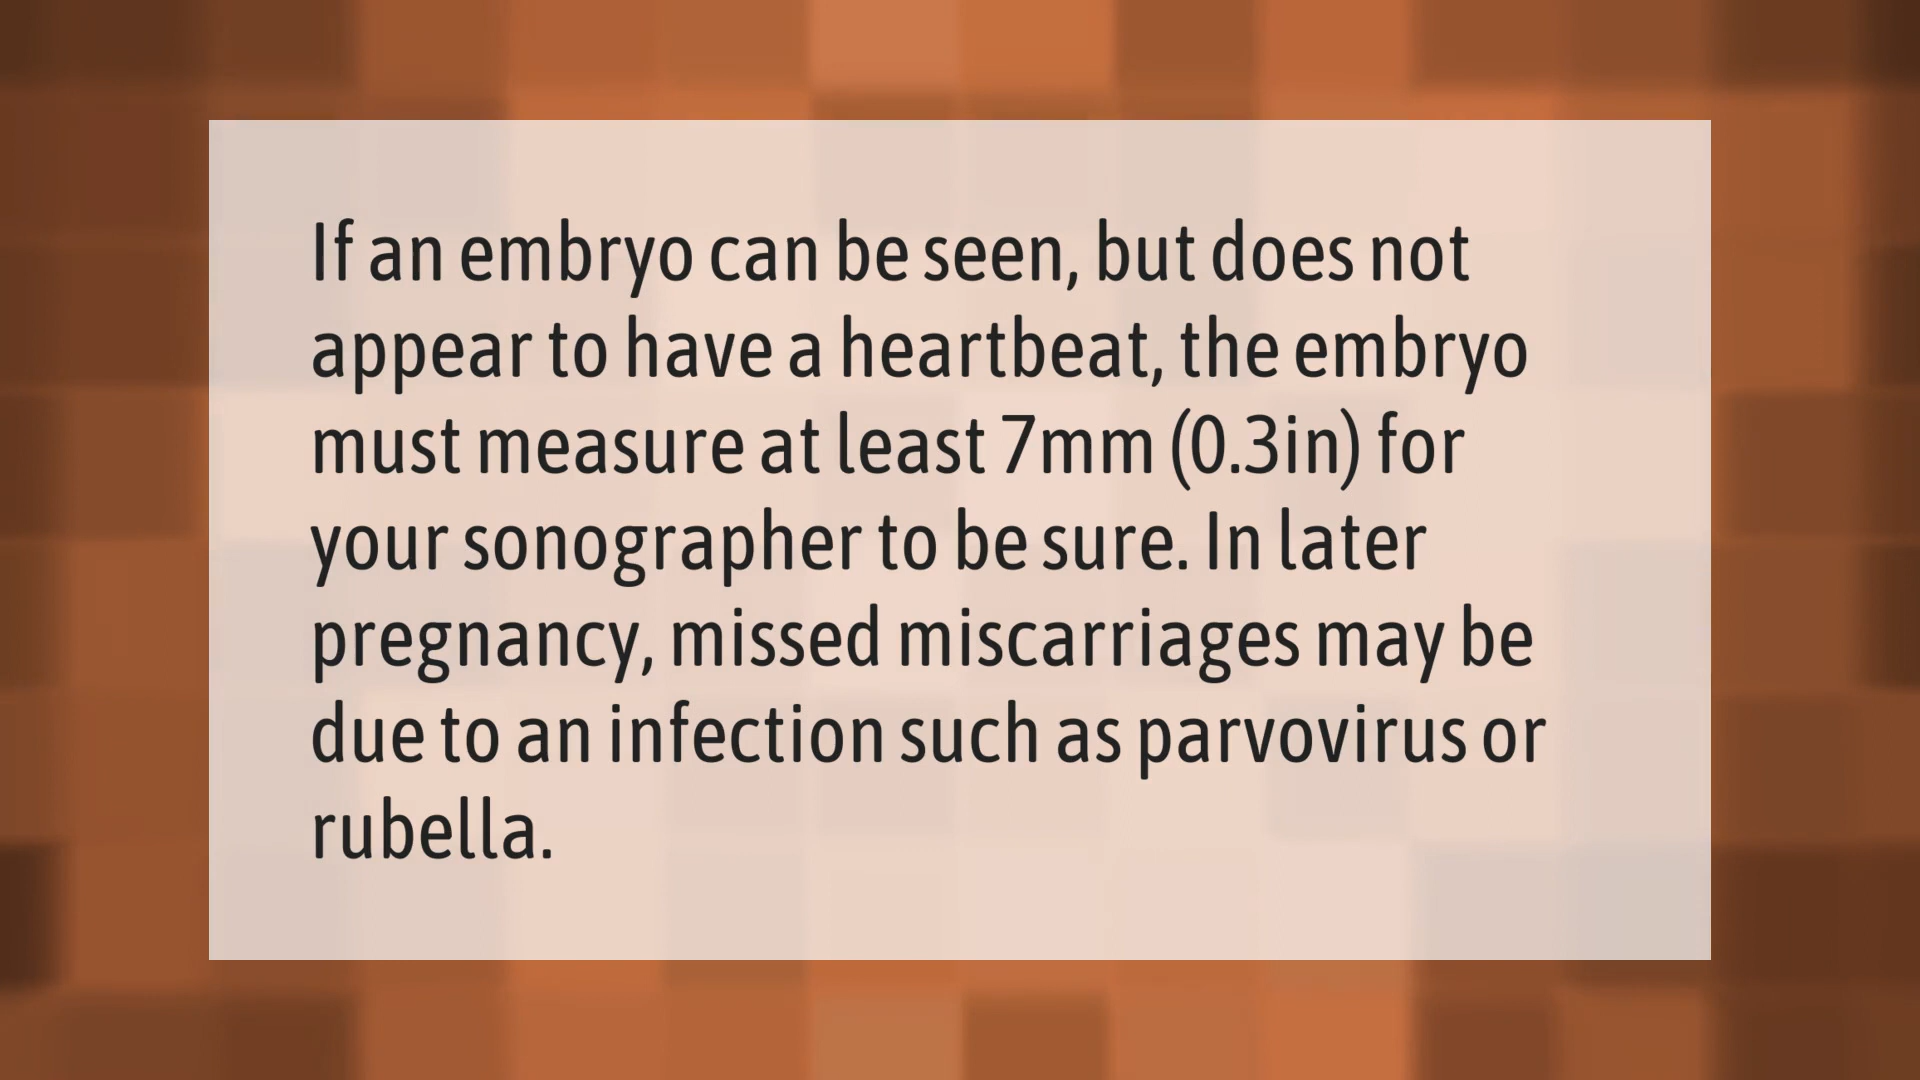 If an embryo can be seen, but does not
appear to have a heartbeat, the embryo
must measure at least 7mm (0.3in) for
your sonographer to be sure. In later
pregnancy, missed miscarriages may be
due to an infection such as parvovirus or
rubella.